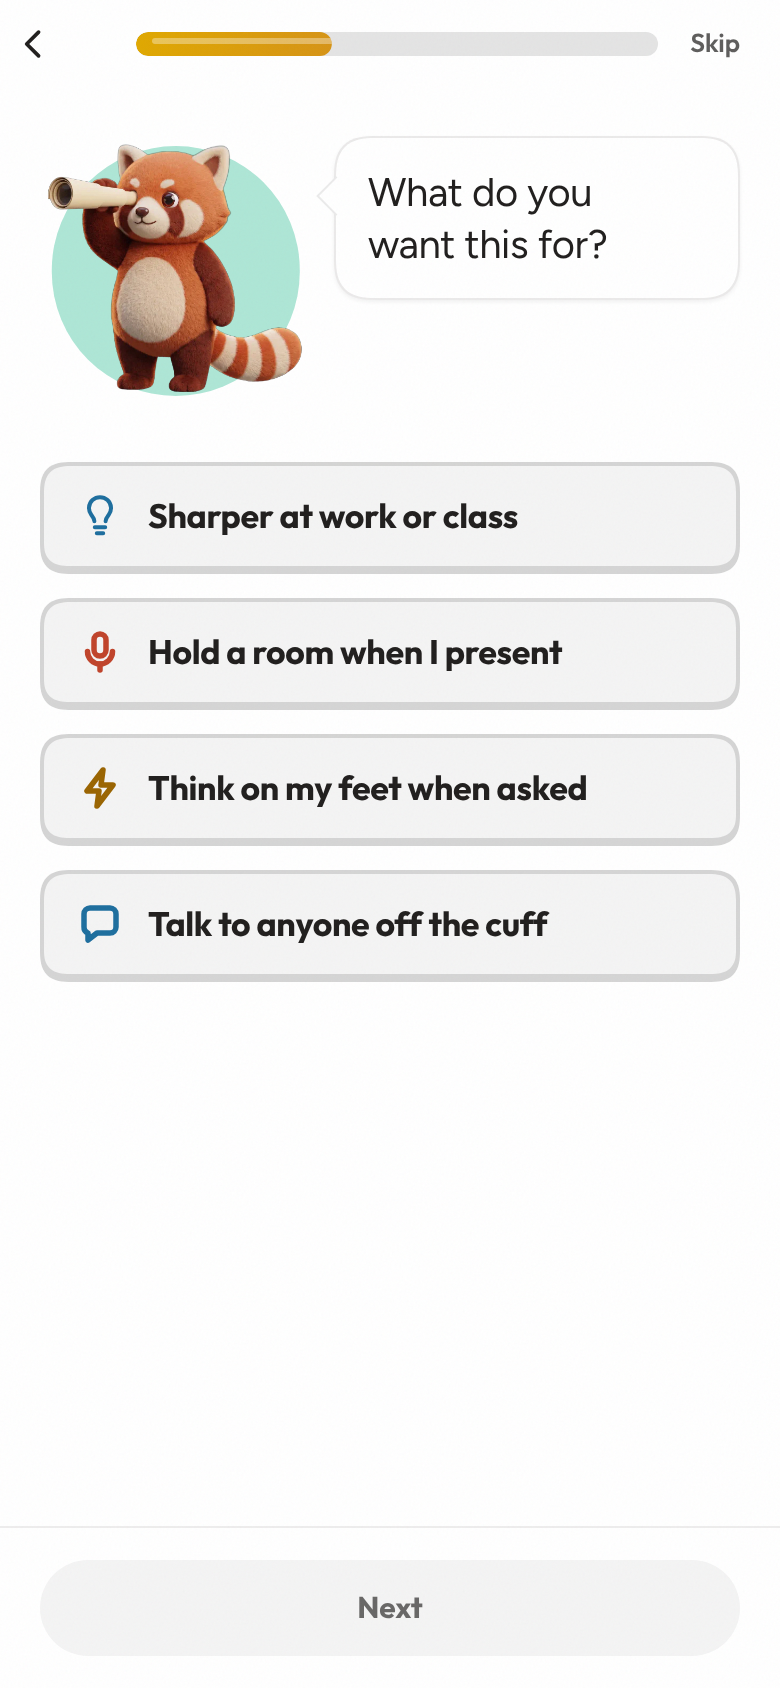 Skip
What do you
want this for?
Sharper at work or class
Hold a room when I present
Think on my feet when asked
Talk to anyone off the cuff
Next